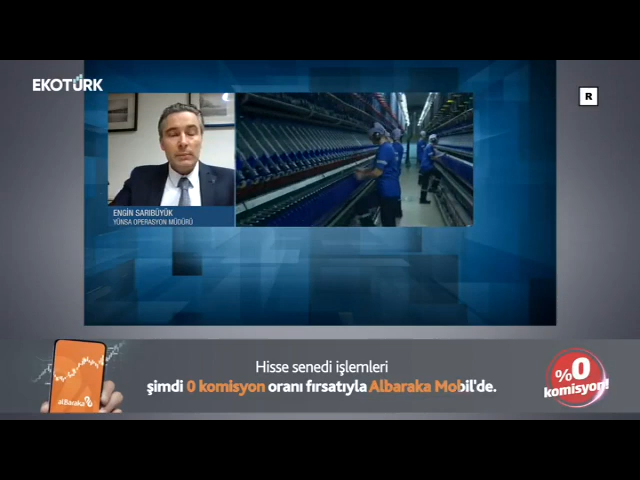 EKOTÜRK
R
ENGİN SARIBÜYÜK
YÜNSA OPERASYON MÜDÜRÜ
Hisse senedi işlemleri
şimdi 0 komisyon oranı fırsatıyla Albaraka Mobil'de.
alBaraka
%0
komisyon!